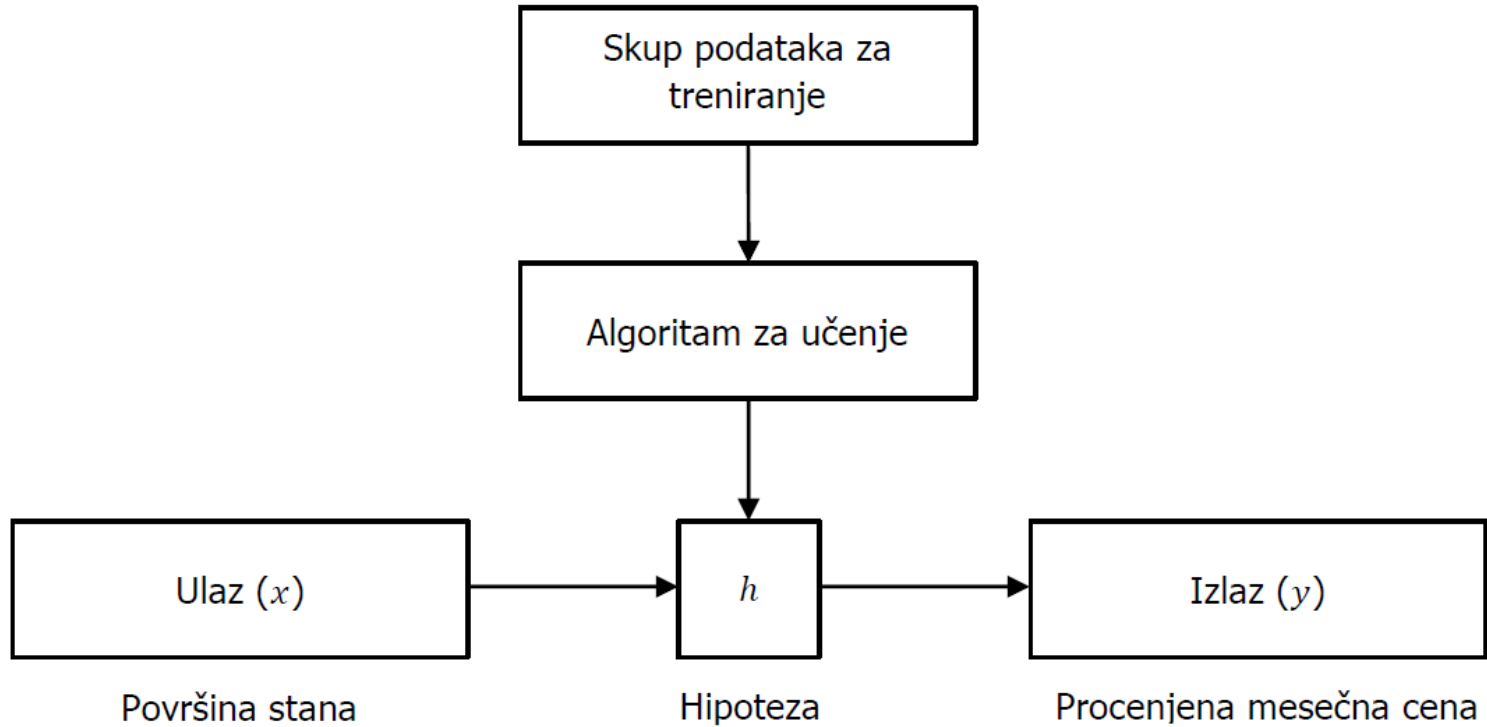 Skup podataka za
treniranje
Algoritam za učenje
Ulaz (x)
h
Izlaz (y)
Površina stana
Hipoteza
Procenjena mesečna cena